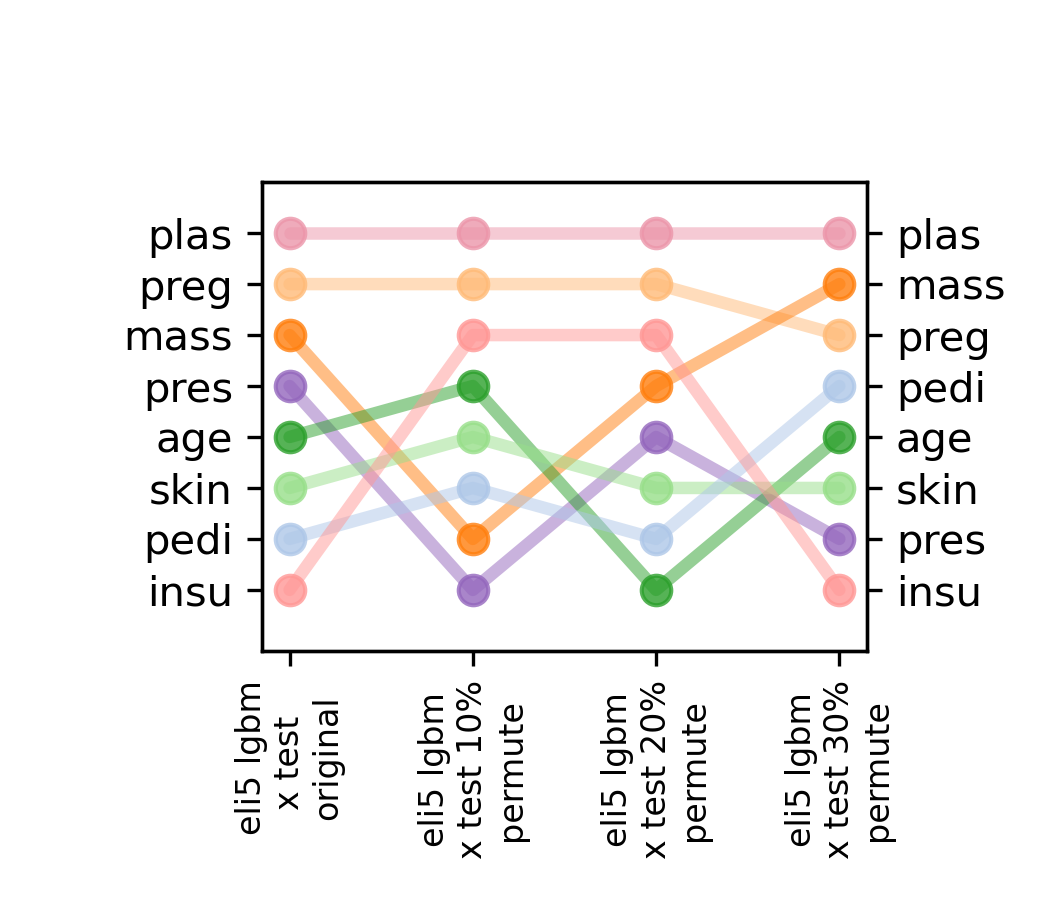 plas
preg
mass
pres
age
skin
pedi
insu
plas
mass
preg
pedi
age
skin
pres
insu
eli5 lgbm
x test
original
eli5 lgbm
x test 10%
permute
eli5 lgbm
x test 20%
permute
eli5 lgbm
x test 30%
permute